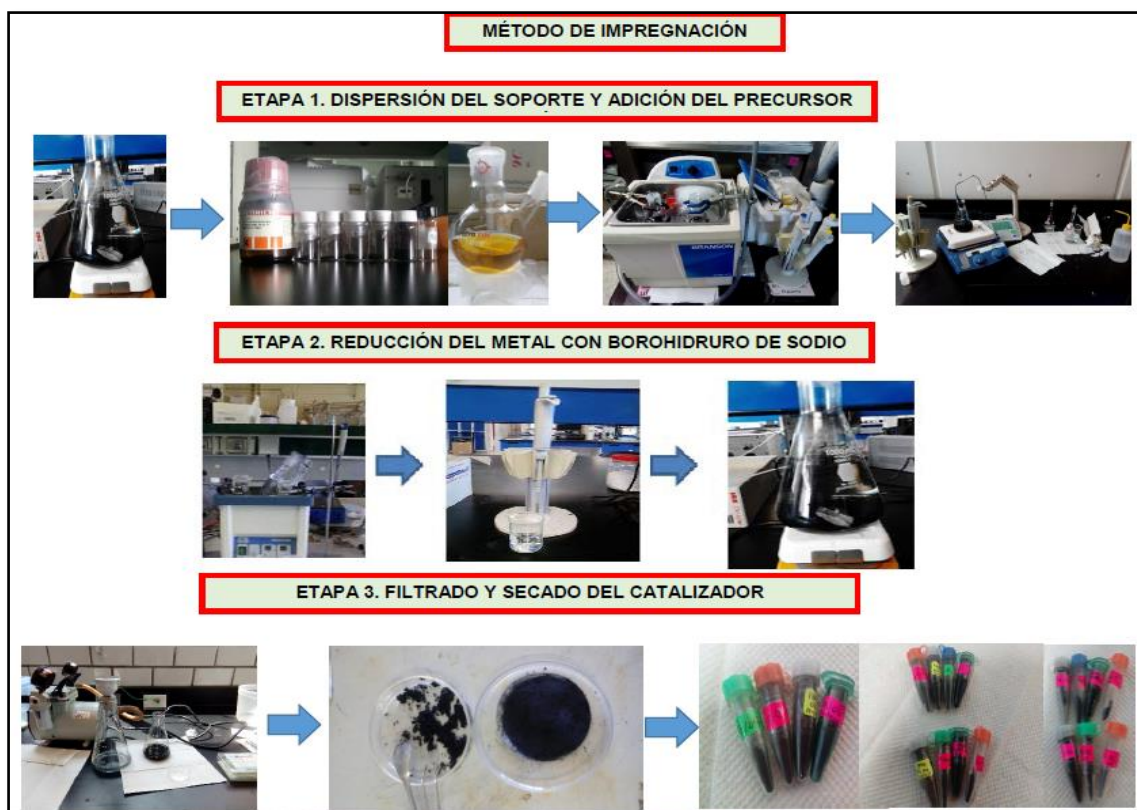 MÉTODO DE IMPREGNACIÓN
ETAPA 1. DISPERSIÓN DEL SOPORTE Y ADICIÓN DEL PRECURSOR
BRANSON
ETAPA 2. REDUCCIÓN DEL METAL CON BOROHIDRURO DE SODIO
ETAPA 3. FILTRADO Y SECADO DEL CATALIZADOR